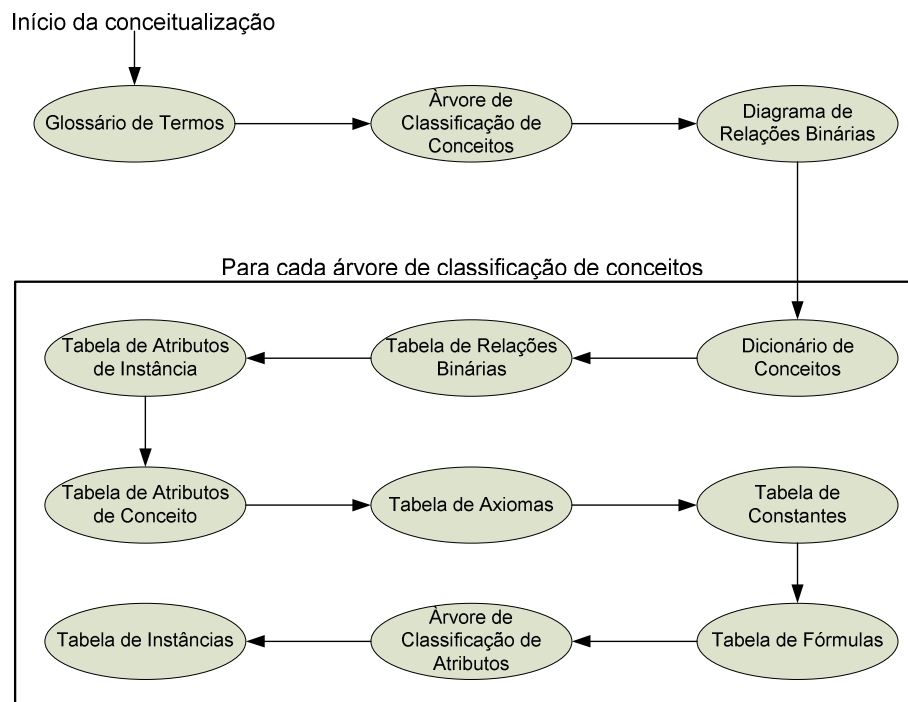 Início da conceitualização
Glossário de Termos
Àrvore de
Classificação de
Conceitos
Diagrama de
Relações Binárias
Para cada árvore de classificação de conceitos
Tabela de Atributos
de Instância
Tabela de Relações
Binárias
Dicionário de
Conceitos
Tabela de Atributos
de Conceito
Tabela de Axiomas
Tabela de
Constantes
Tabela de Instâncias
Àrvore de
Classificação de
Atributos
Tabela de Fórmulas